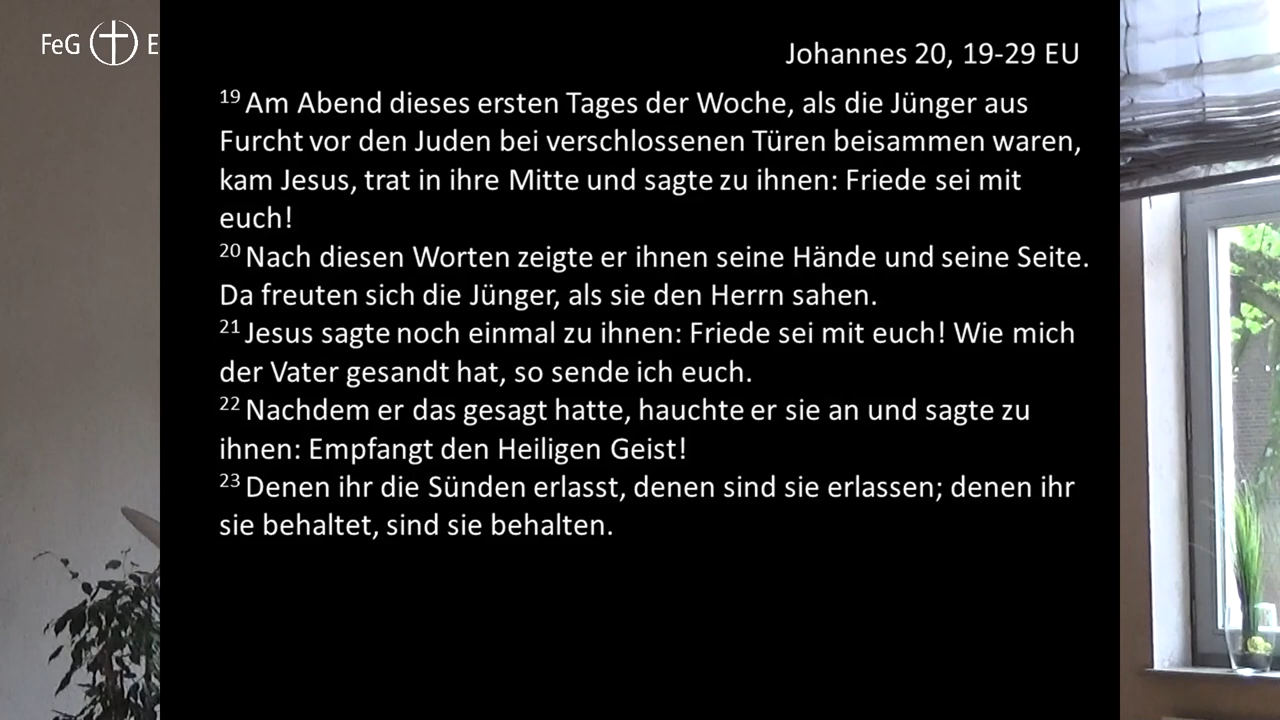 FeG E
Johannes 20, 19-29 EU
19 Am Abend dieses ersten Tages der Woche, als die Jünger aus
Furcht vor den Juden bei verschlossenen Türen beisammen waren,
kam Jesus, trat in ihre Mitte und sagte zu ihnen: Friede sei mit
euch!
20 Nach diesen Worten zeigte er ihnen seine Hände und seine Seite.
Da freuten sich die Jünger, als sie den Herrn sahen.
21 Jesus sagte noch einmal zu ihnen: Friede sei mit euch! Wie mich
der Vater gesandt hat, so sende ich euch.
22 Nachdem er das gesagt hatte, hauchte er sie an und sagte zu
ihnen: Empfangt den Heiligen Geist!
23 Denen ihr die Sünden erlasst, denen sind sie erlassen; denen ihr
sie behaltet, sind sie behalten.